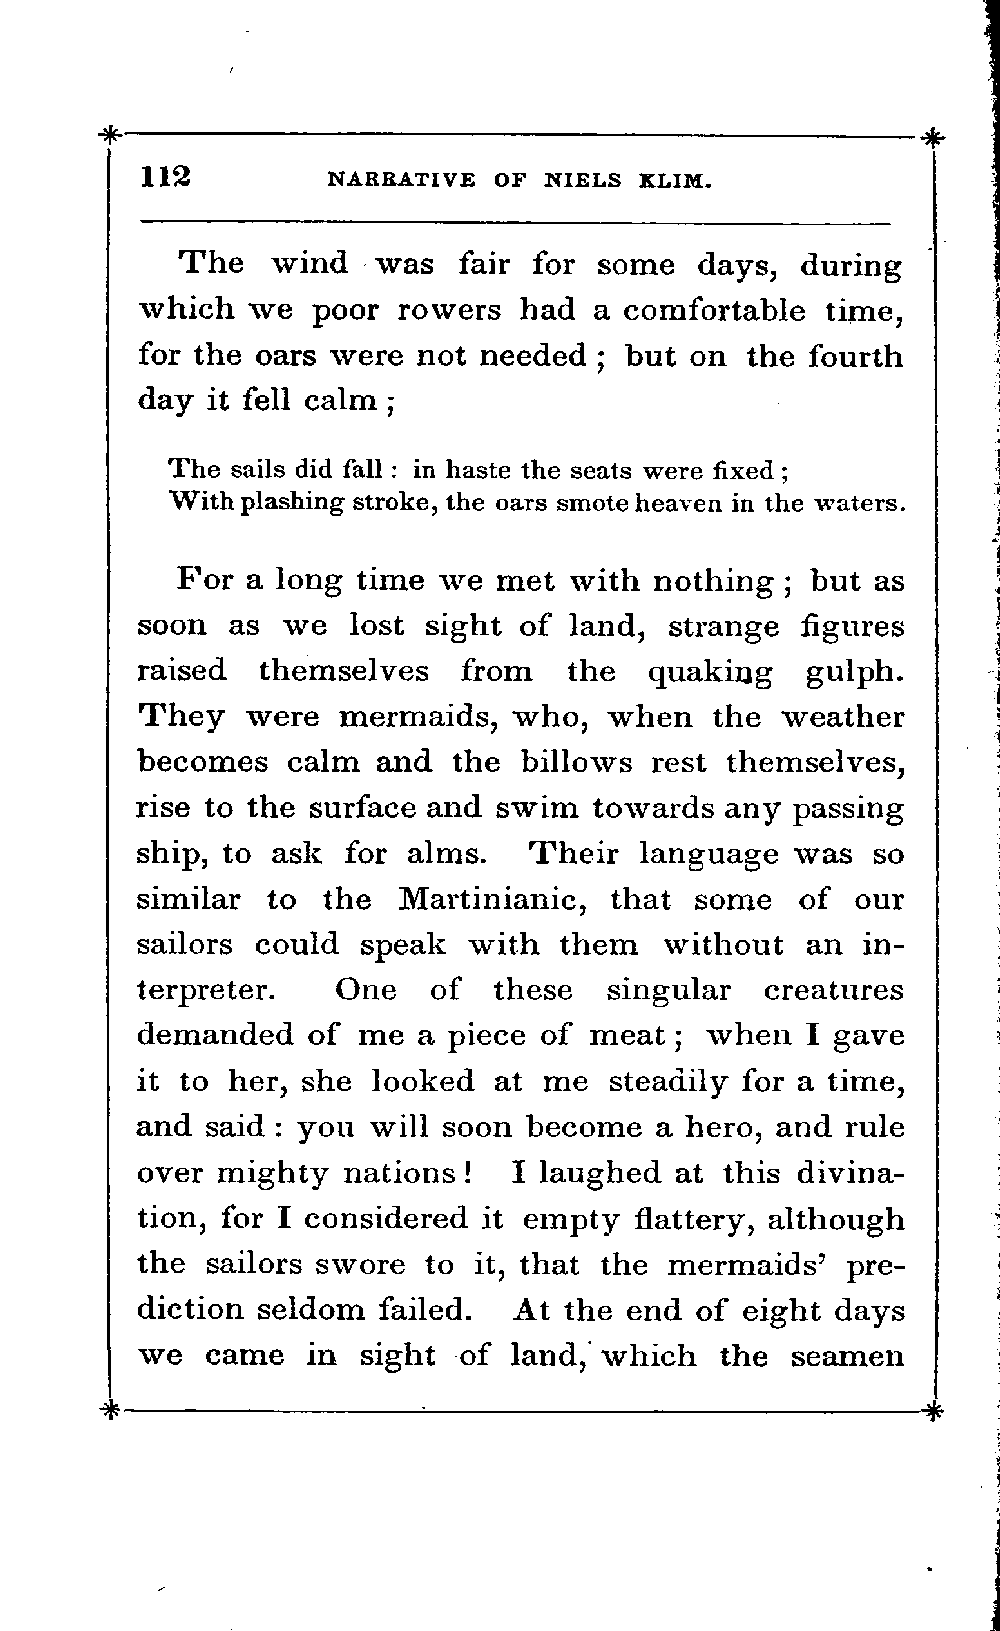 112 NARRATIVE OF NIELS KLIM.
The wind was fair for some days, during
which we poor rowers had a comfortable time,
for the oars were not needed ; but on the fourth
day it fell calm ;
The sails did fall : in haste the seats were fixed ;
With plashing stroke, the oars smote heaven in the waters.
For a long time we met with nothing ; but as
soon as we lost sight of land, strange figures
raised themselves from the quaking gulph.
They were mermaids, who, when the weather
becomes calm and the billows rest themselves,
rise to the surface and swim towards any passing
ship, to ask for alms. Their language was so
similar to the Martinianic, that some of our
sailors could speak with them without an in-
terpreter. One of these singular creatures
demanded of me a piece of meat ; when I gave
it to her, she looked at me steadily for a time,
and said : you will soon become a hero, and rule
over mighty nations ! I laughed at this divina-
tion, for I considered it empty flattery, although
the sailors swore to it, that the mermaids' pre-
diction seldom failed. At the end of eight days
we came in sight of land, which the seamen